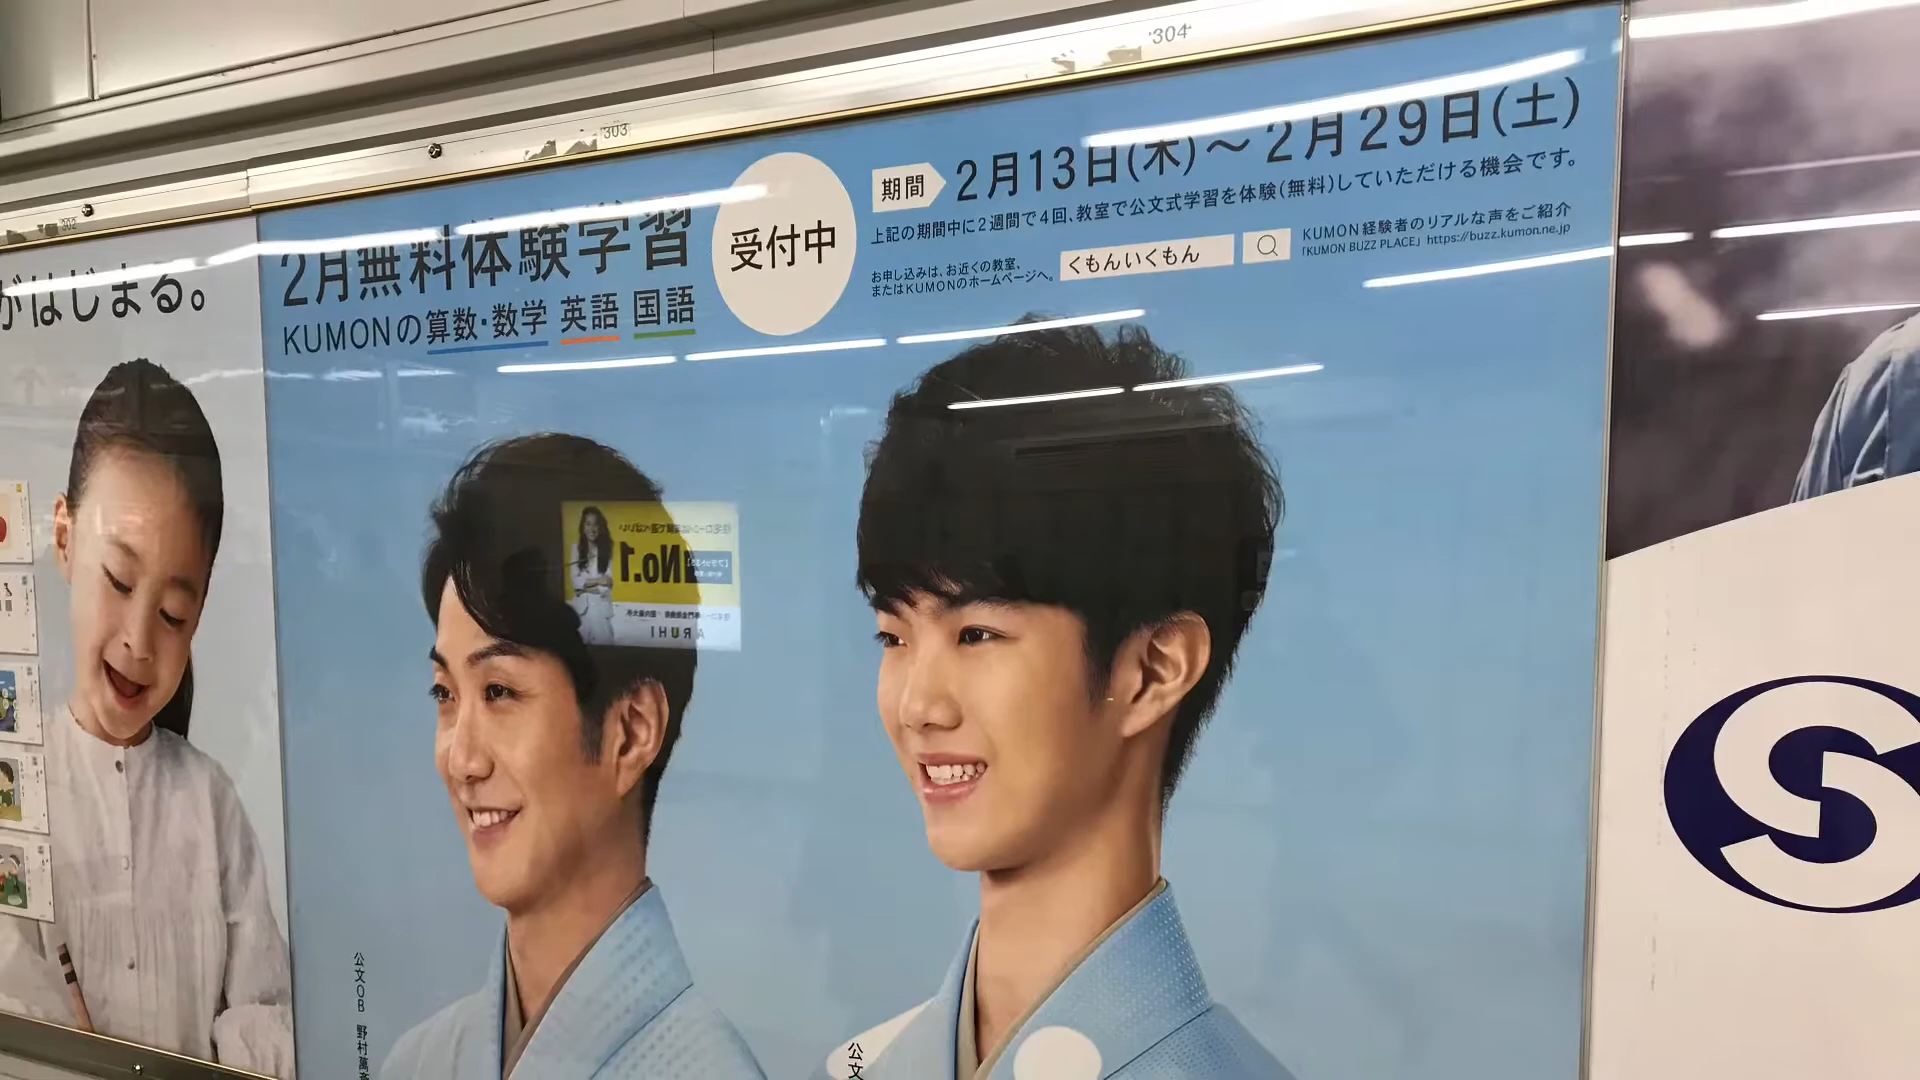 302
303
304
がはじまる。
2月無料体験学習
KUMONの算数・数学 英語 国語
受付中
期間
2月13日(木)～2月29日(土)
上記の期間中に2週間で4回、教室で公文式学習を体験(無料)していただける機会です。
お申し込みは、お近くの教室、
またはKUMONのホームページへ。
くもんいくもん
KUMON経験者のリアルな声をご紹介
「KUMON BUZZ PLACE」https://buzz.kumon.ne.jp
No.1
ARUHI
公文OB 野村萬斎
公文
S